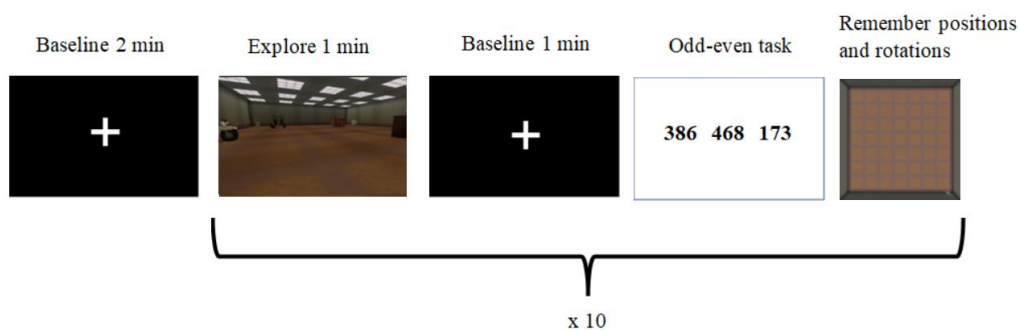 Baseline 2 min
Explore 1 min
Baseline 1 min
Odd-even task
Remember positions
and rotations
386 468 173
x 10